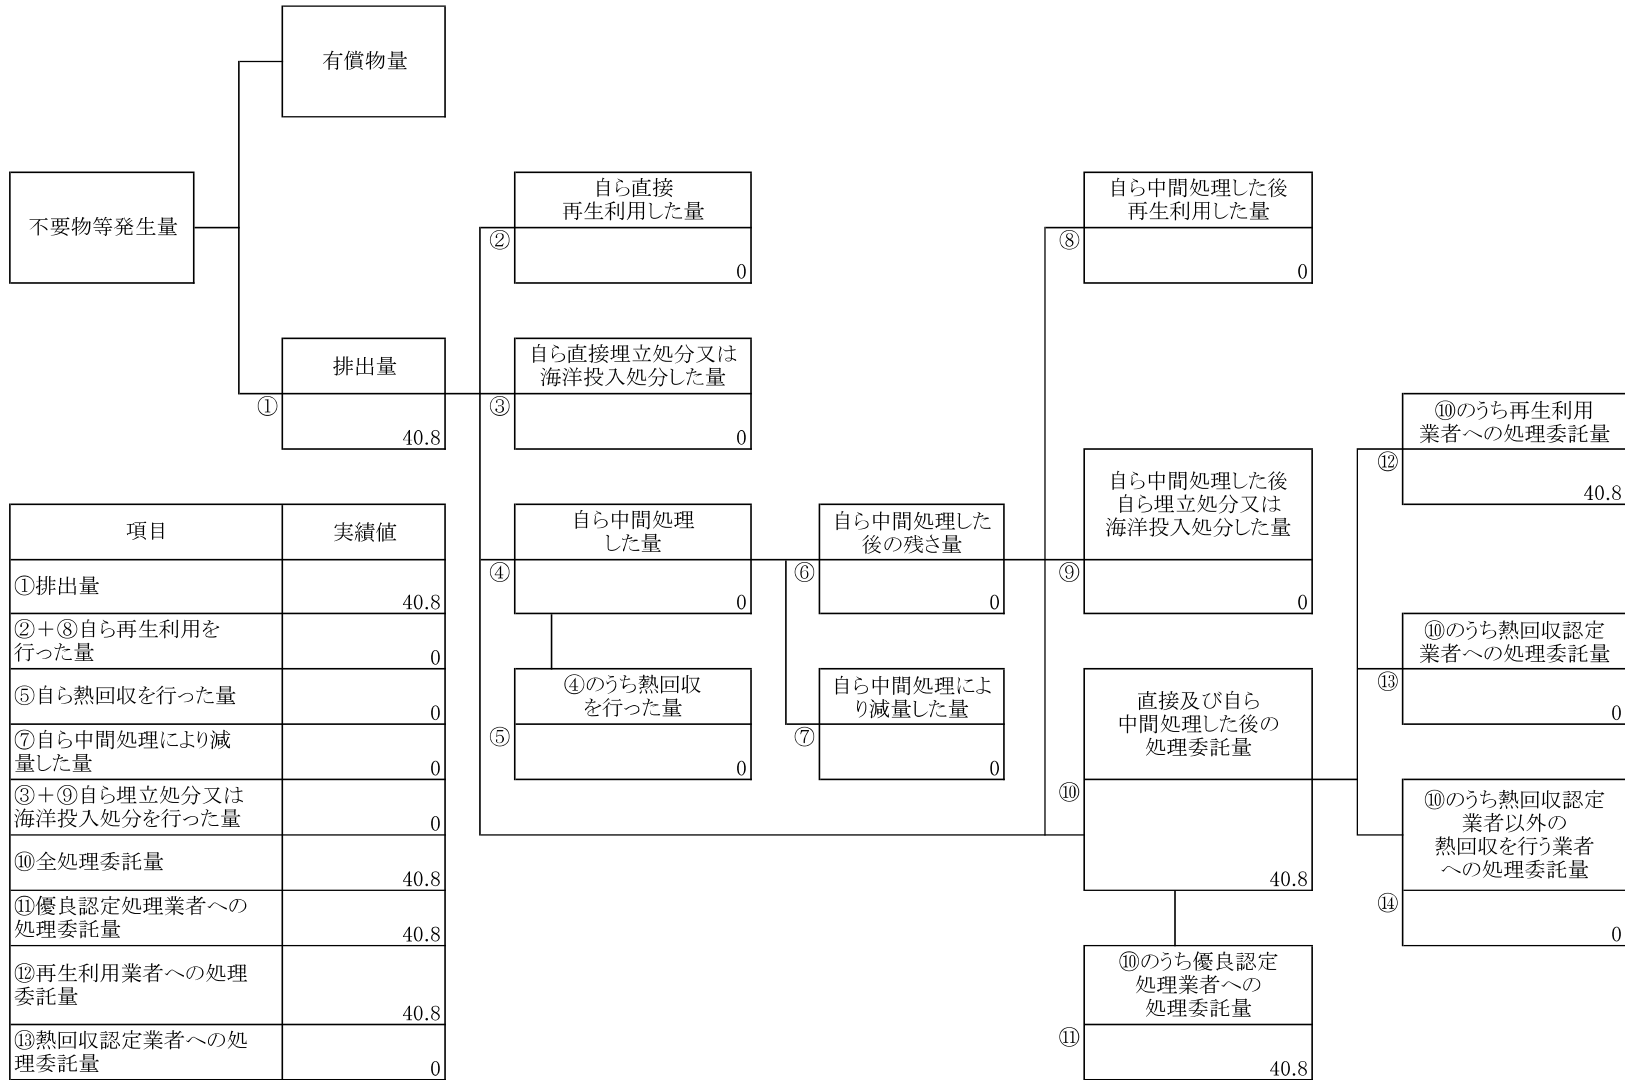 有償物量
不要物等発生量
排出量
①
40.8
自ら直接
再生利用した量
②
0
自ら直接埋立処分又は
海洋投入処分した量
③
0
自ら中間処理
した量
④
0
④のうち熱回収
を行った量
⑤
0
自ら中間処理した
後の残さ量
⑥
0
自ら中間処理によ
り減量した量
⑦
0
自ら中間処理した後
再生利用した量
⑧
0
自ら中間処理した後
自ら埋立処分又は
海洋投入処分した量
⑨
0
直接及び自ら
中間処理した後の
処理委託量
⑩
40.8
⑩のうち優良認定
処理業者への
処理委託量
⑪
40.8
⑩のうち再生利用
業者への処理委託量
⑫
40.8
⑩のうち熱回収認定
業者への処理委託量
⑬
0
⑩のうち熱回収認定
業者以外の
熱回収を行う業者
への処理委託量
⑭
0
項目 実績値
①排出量
40.8
②+⑧自ら再生利用を
行った量
0
⑤自ら熱回収を行った量
0
⑦自ら中間処理により減
量した量
0
③+⑨自ら埋立処分又は
海洋投入処分を行った量
0
⑩全処理委託量
40.8
⑪優良認定処理業者への
処理委託量
40.8
⑫再生利用業者への処理
委託量
40.8
⑬熱回収認定業者への処
理委託量
0